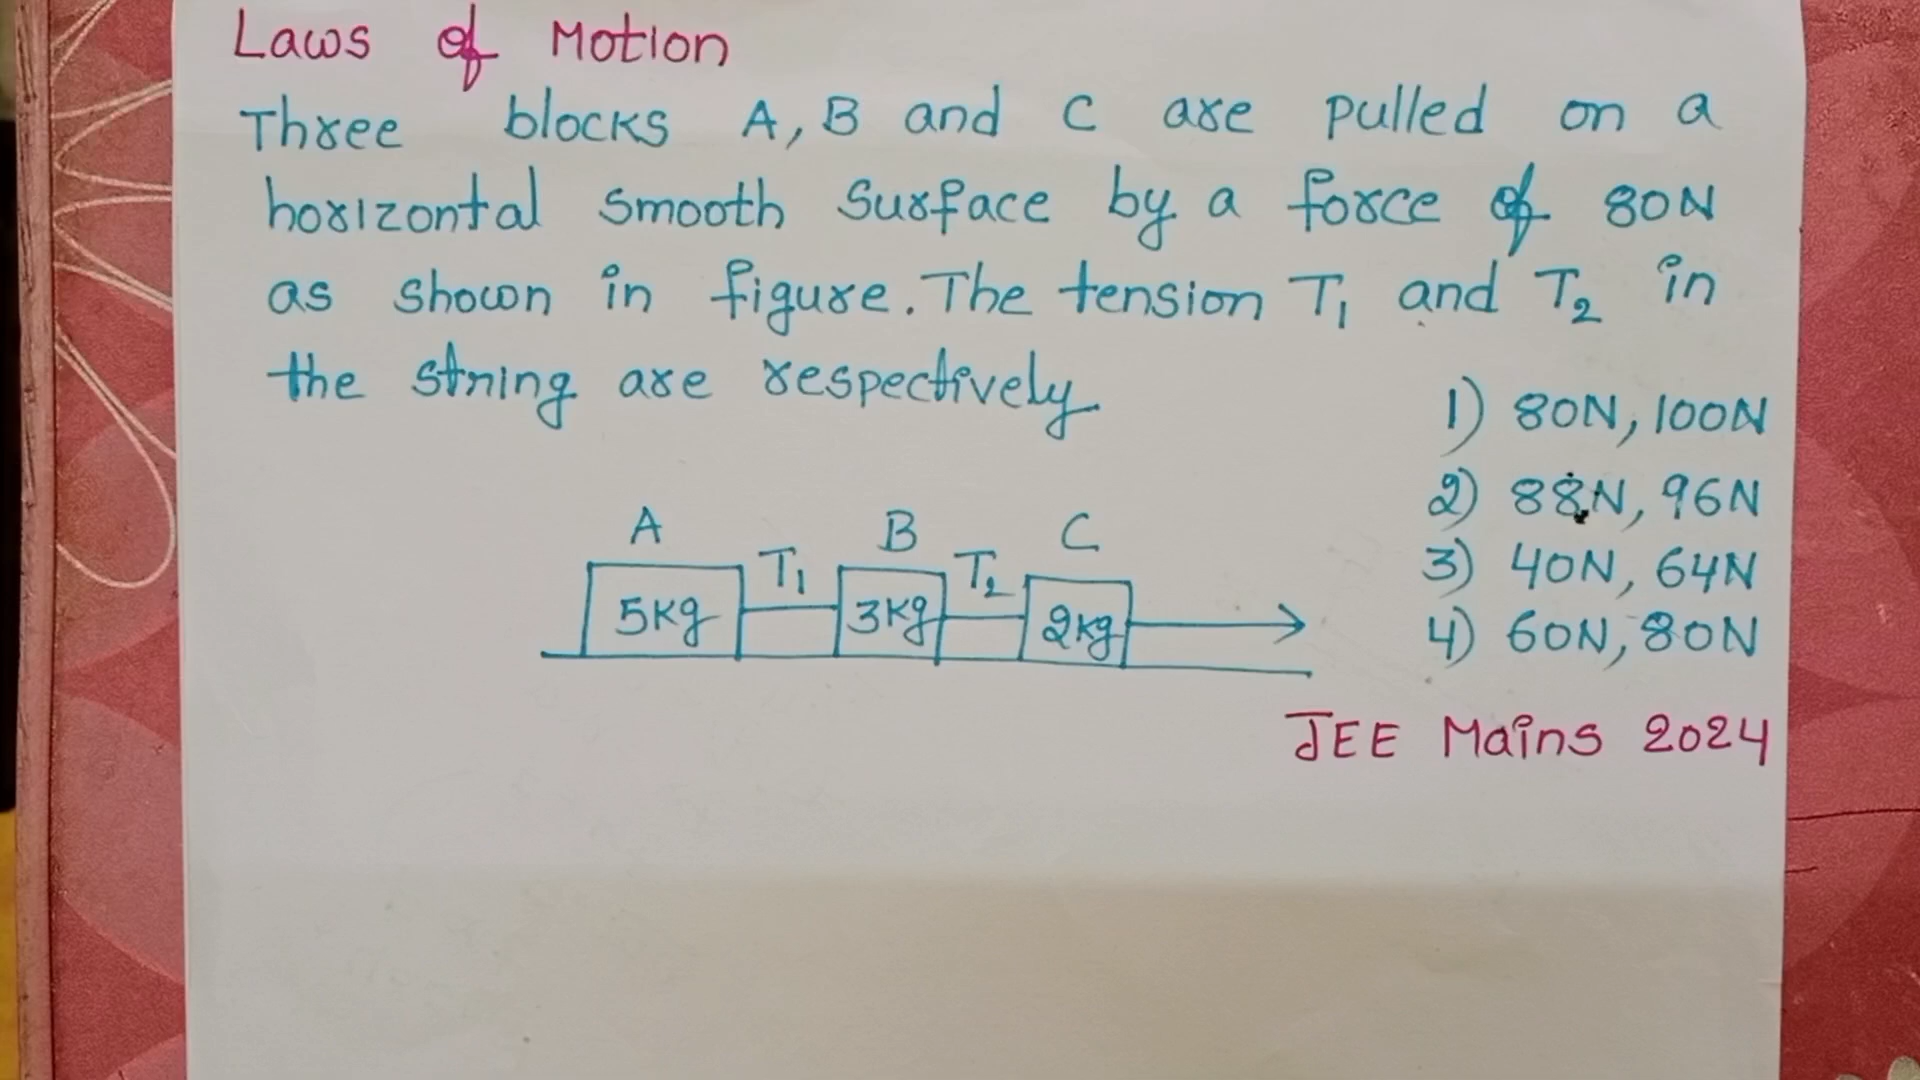 Laws of Motion
Three blocks A, B and C are pulled on a
horizontal smooth surface by a force of 80N
as shown in figure. The tension T1 and T2 in
the string are respectively
1) 80N, 100N
2) 88N, 96N
3) 40N, 64N
4) 60N, 80N
A B C
T1 T2
5kg 3kg 2kg
JEE Mains 2024